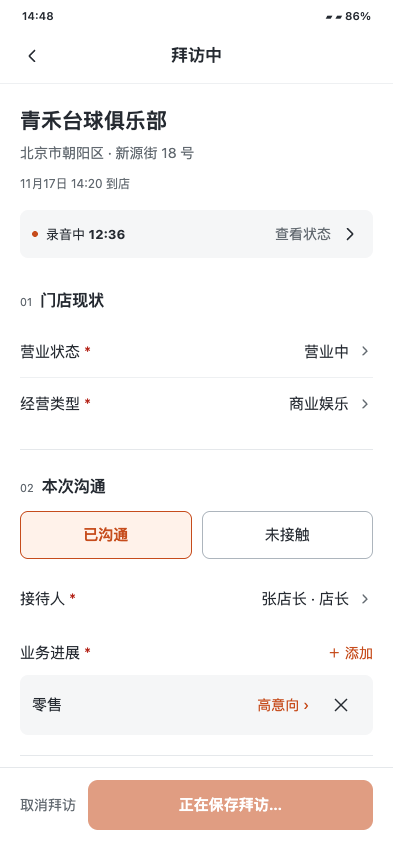 14:48
86%
拜访中
青禾台球俱乐部
北京市朝阳区 · 新源街 18 号
11月17日 14:20 到店
录音中 12:36 查看状态
01 门店现状
营业状态 * 营业中
经营类型 * 商业娱乐
02 本次沟通
已沟通 未接触
接待人 * 张店长 · 店长
业务进展 * + 添加
零售 高意向 ›
取消拜访 正在保存拜访...